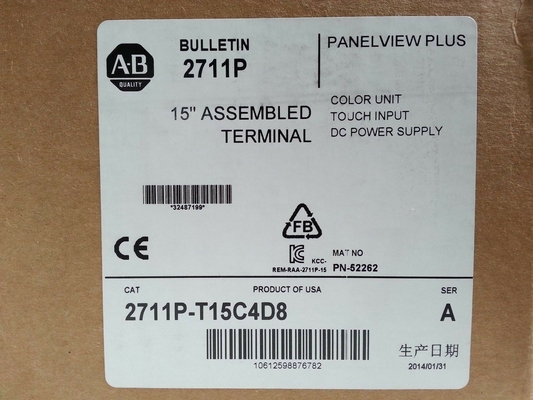 A-B
QUALITY
BULLETIN
2711P
15" ASSEMBLED
TERMINAL
PANELVIEW PLUS
COLOR UNIT
TOUCH INPUT
DC POWER SUPPLY
*32487199*
CE
FB
KC
KCC-
REM-RAA-2711P-15
MAT NO
PN-52262
CAT
PRODUCT OF USA
SER
2711P-T15C4D8
A
10612598876782
生产日期
2014/01/31